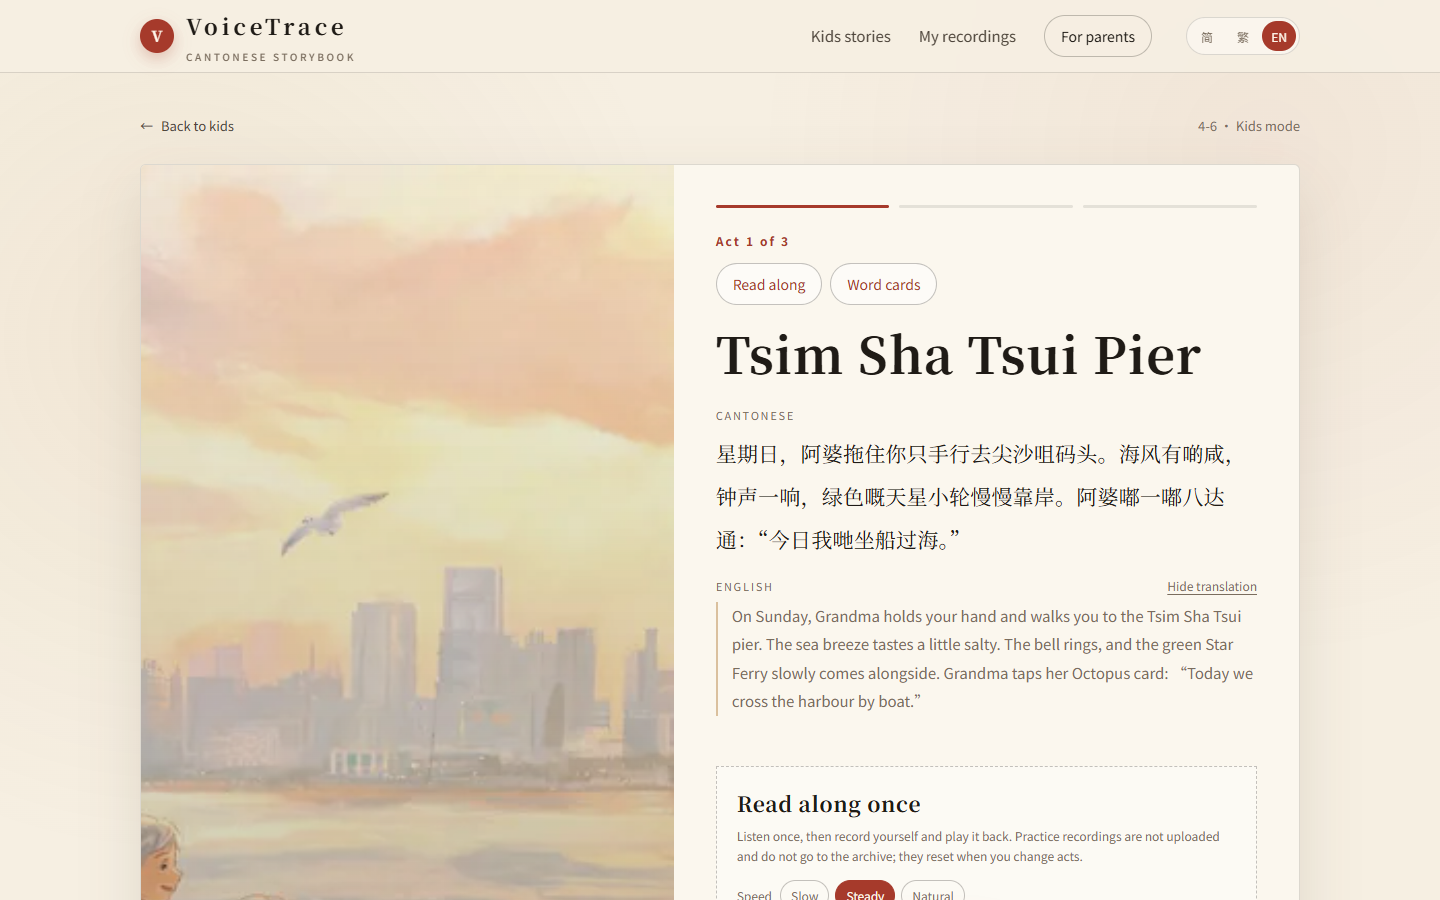 V
VoiceTrace
CANTONESE STORYBOOK
Kids stories
My recordings
For parents
简
繁
EN
← Back to kids
4-6 • Kids mode
Act 1 of 3
Read along
Word cards
Tsim Sha Tsui Pier
CANTONESE
星期日，阿婆拖住你只手行去尖沙咀码头。海风有啲咸，
钟声一响，绿色嘅天星小轮慢慢靠岸。阿婆嘟一嘟八达
通：“今日我哋坐船过海。”
ENGLISH
Hide translation
On Sunday, Grandma holds your hand and walks you to the Tsim Sha Tsui
pier. The sea breeze tastes a little salty. The bell rings, and the green Star
Ferry slowly comes alongside. Grandma taps her Octopus card: “Today we
cross the harbour by boat.”
Read along once
Listen once, then record yourself and play it back. Practice recordings are not uploaded
and do not go to the archive; they reset when you change acts.
Speed
Slow
Steady
Natural